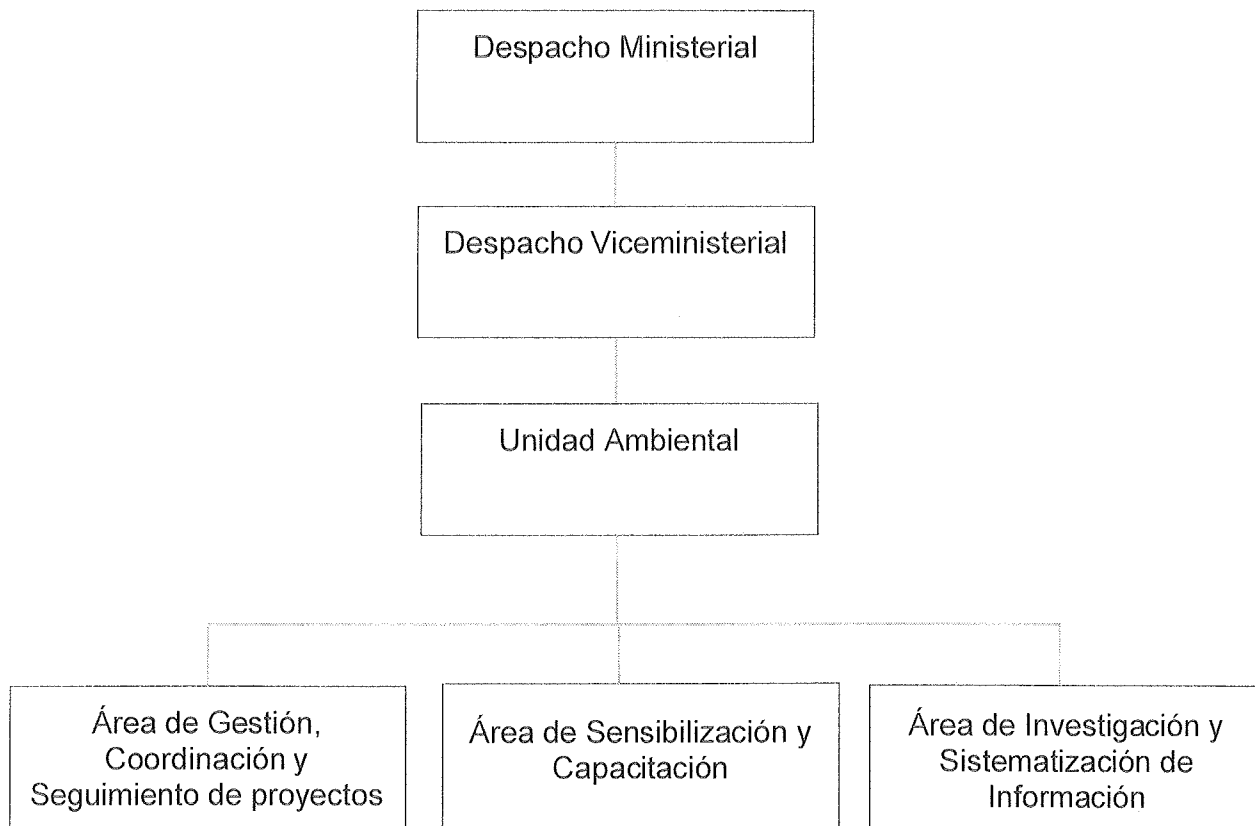 Despacho Ministerial
Despacho Viceministerial
Unidad Ambiental
Área de Gestión,
Coordinación y
Seguimiento de proyectos
Área de Sensibilización y
Capacitación
Área de Investigación y
Sistematización de
Información